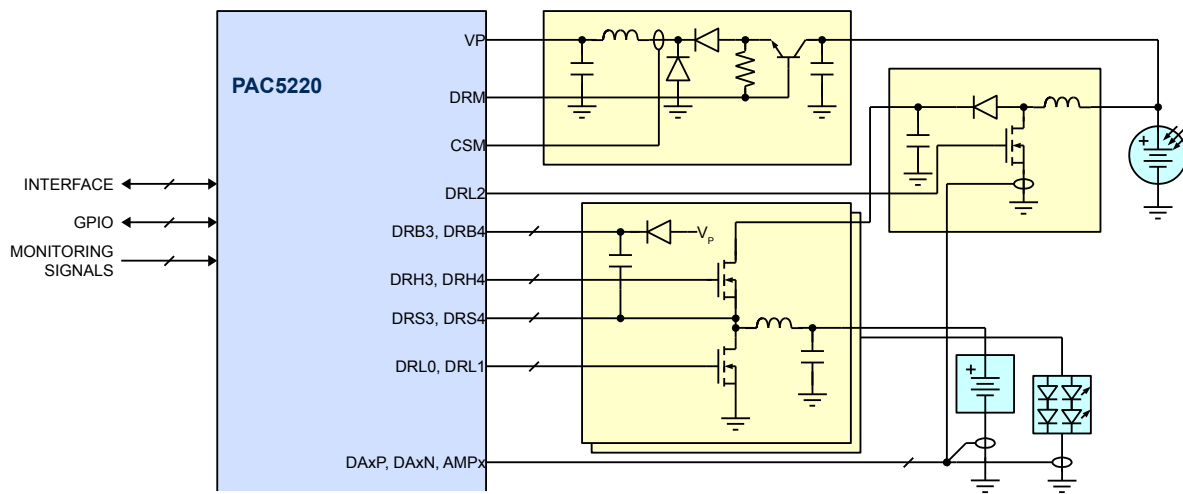 VP
PAC5220
DRM
CSM
INTERFACE
DRL2
GPIO
DRB3, DRB4
V_P
MONITORING
SIGNALS
DRH3, DRH4
DRS3, DRS4
DRL0, DRL1
DAxP, DAxN, AMPx